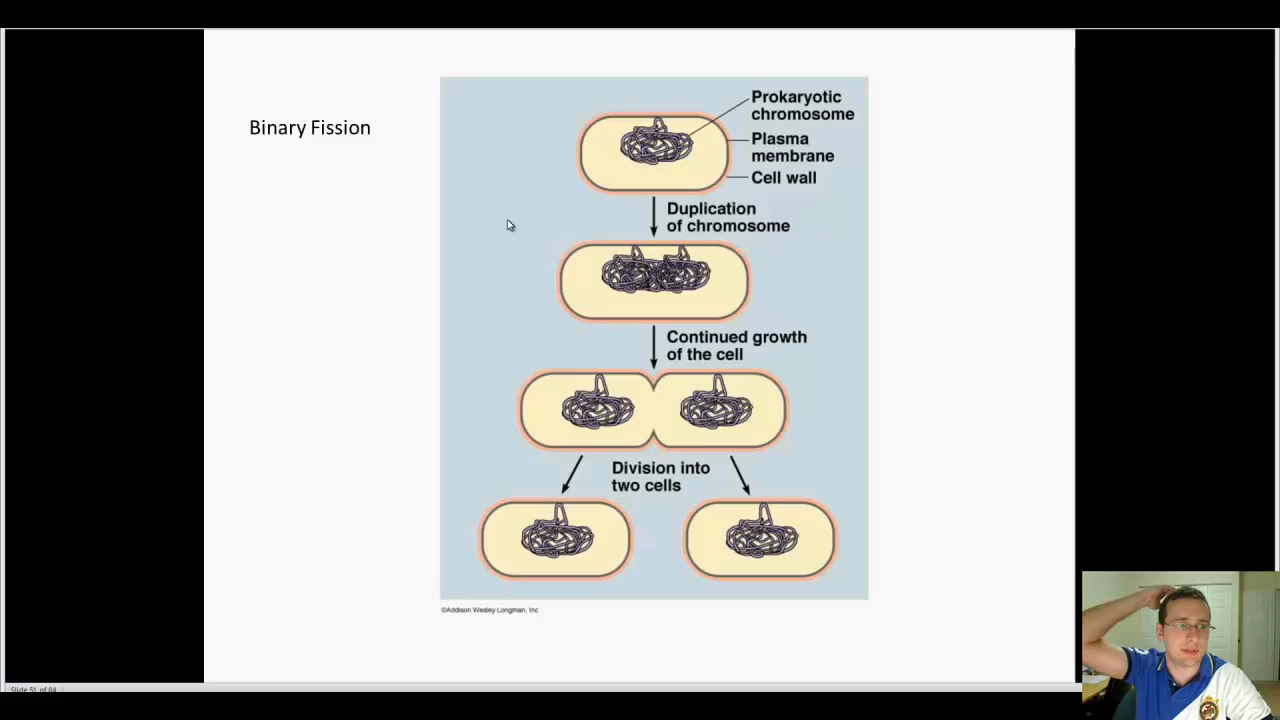 Binary Fission
Prokaryotic
chromosome
Plasma
membrane
Cell wall
Duplication
of chromosome
Continued growth
of the cell
Division into
two cells
©Addison Wesley Longman, Inc
Slide 51 of 84